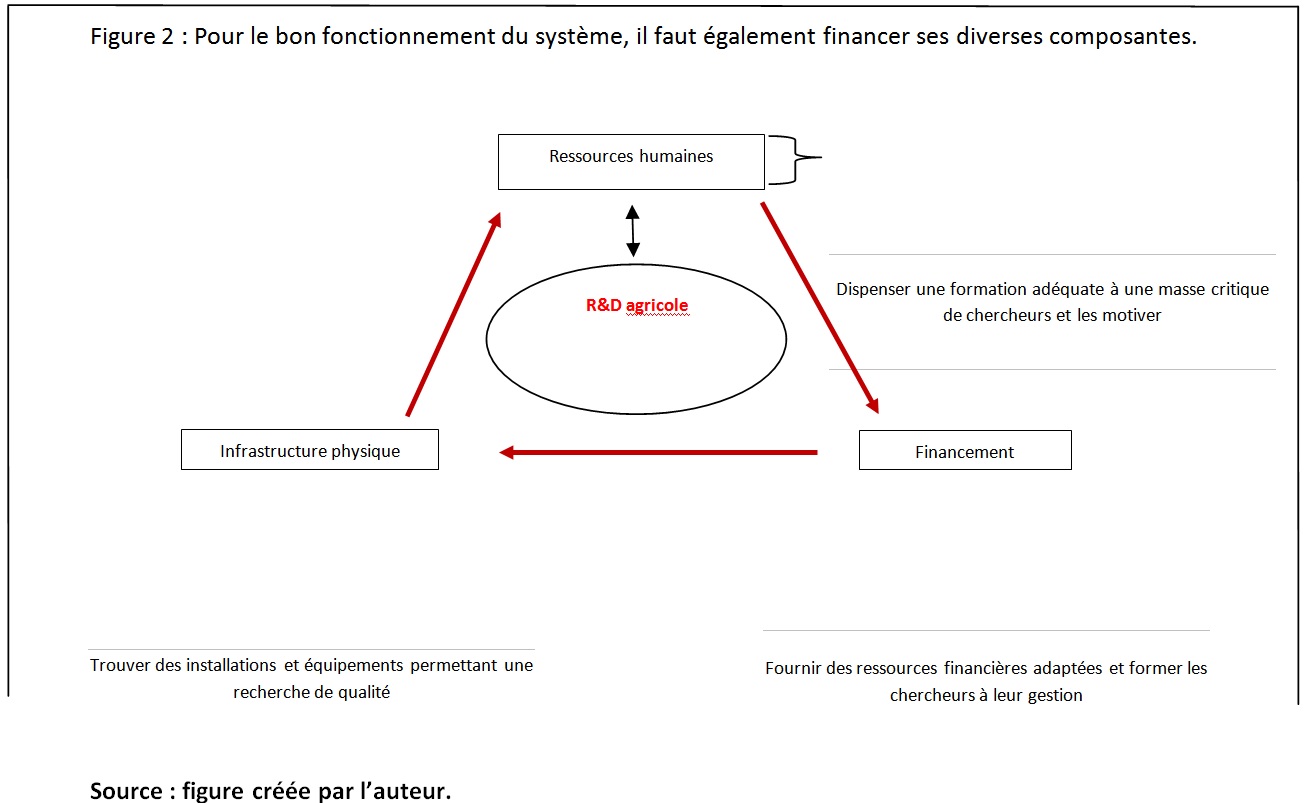 Figure 2 : Pour le bon fonctionnement du système, il faut également financer ses diverses composantes.
Ressources humaines
R&D agricole
Dispenser une formation adéquate à une masse critique
de chercheurs et les motiver
Infrastructure physique
Financement
Trouver des installations et équipements permettant une
recherche de qualité
Fournir des ressources financières adaptées et former les
chercheurs à leur gestion
Source : figure créée par l’auteur.